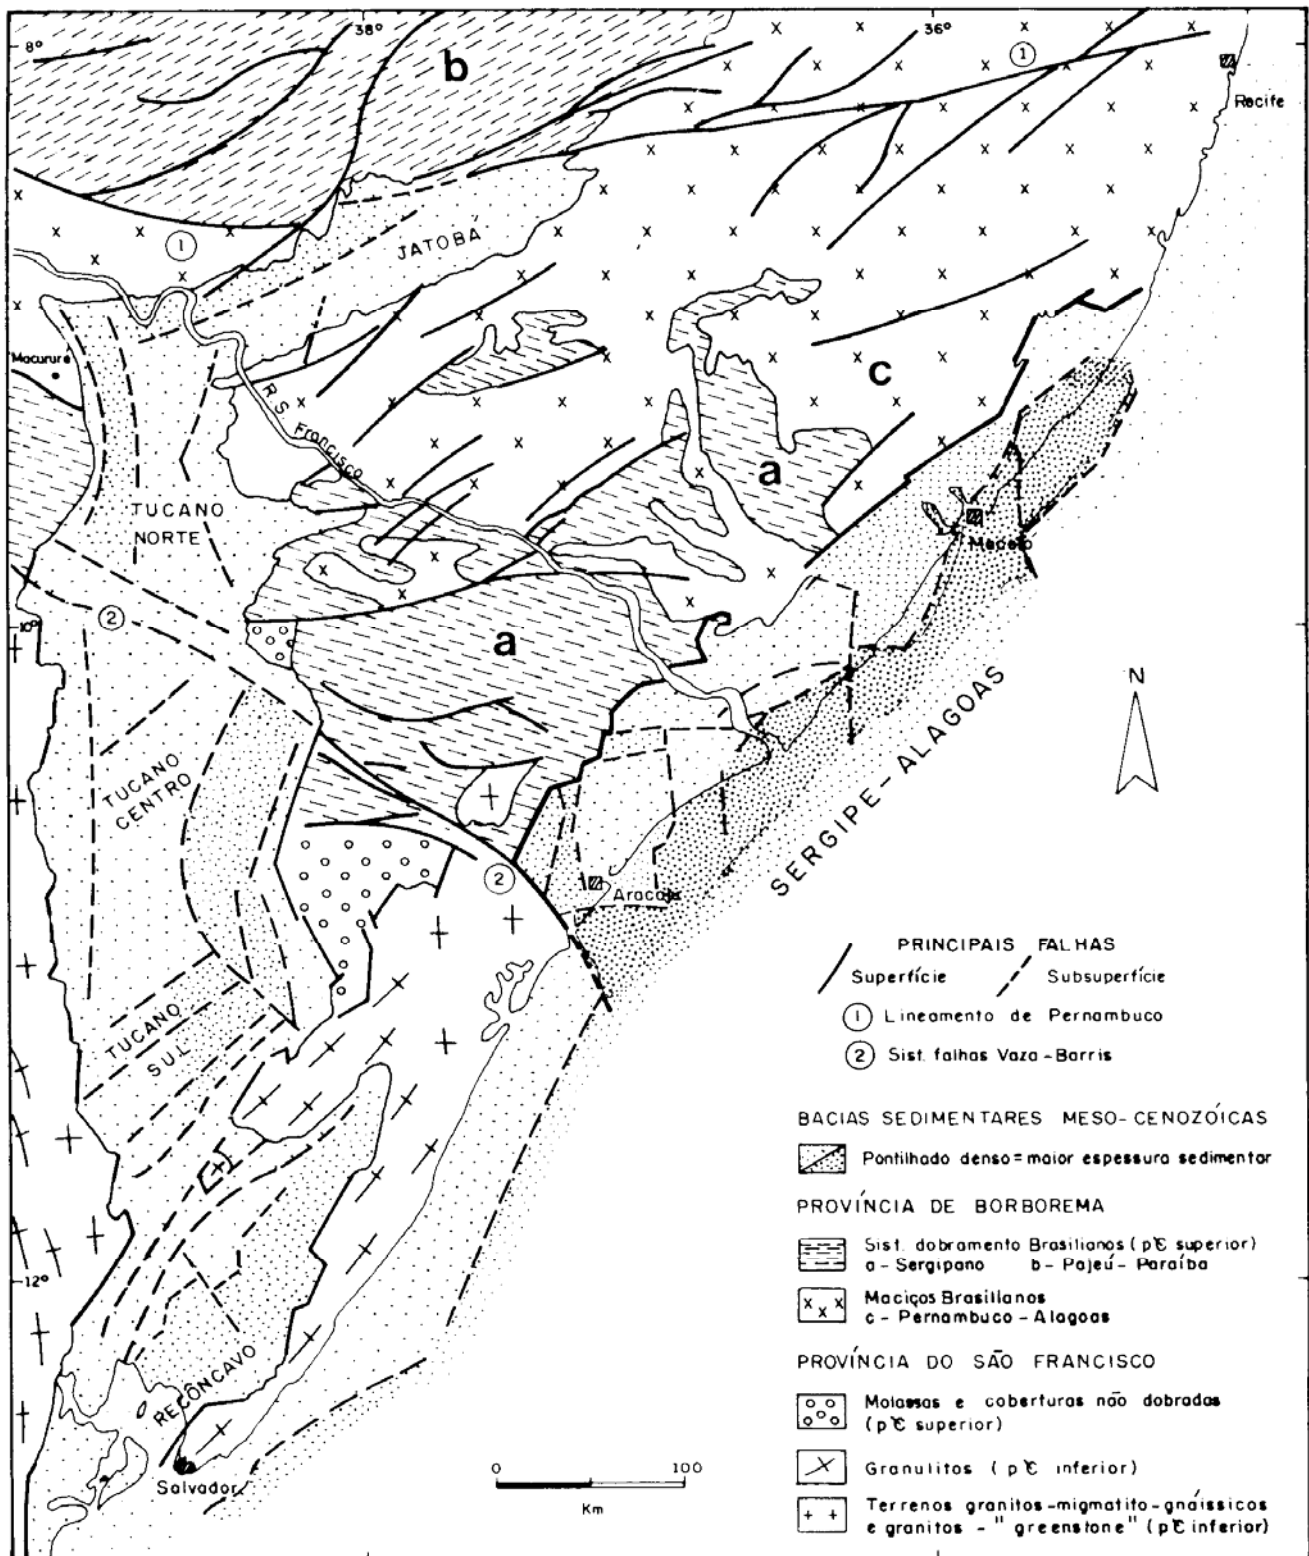 38°
36°
8°
b
1
Recife
JATOBÁ
1
Macururé
c
R. S. Francisco
a
TUCANO
NORTE
Maceió
2
10°
a
N
TUCANO
CENTRO
SERGIPE-ALAGOAS
2
Aracaju
PRINCIPAIS FALHAS
Superfície Subsuperfície
1 Lineamento de Pernambuco
2 Sist. falhas Vaza-Barris
TUCANO
SUL
BACIAS SEDIMENTARES MESO-CENOZÓICAS
Pontilhado denso = maior espessura sedimentar
PROVÍNCIA DE BORBOREMA
Sist. dobramento Brasilianos (p€ superior)
a - Sergipano b - Pajeú - Paraíba
12°
Maciços Brasilianos
c - Pernambuco - Alagoas
PROVÍNCIA DO SÃO FRANCISCO
RECÔNCAVO
Molassas e coberturas não dobradas
(p€ superior)
Granulitos (p€ inferior)
Salvador
0 100
Km
Terrenos granitos-migmatito-gnáissicos
e granitos - "greenstone" (p€ inferior)